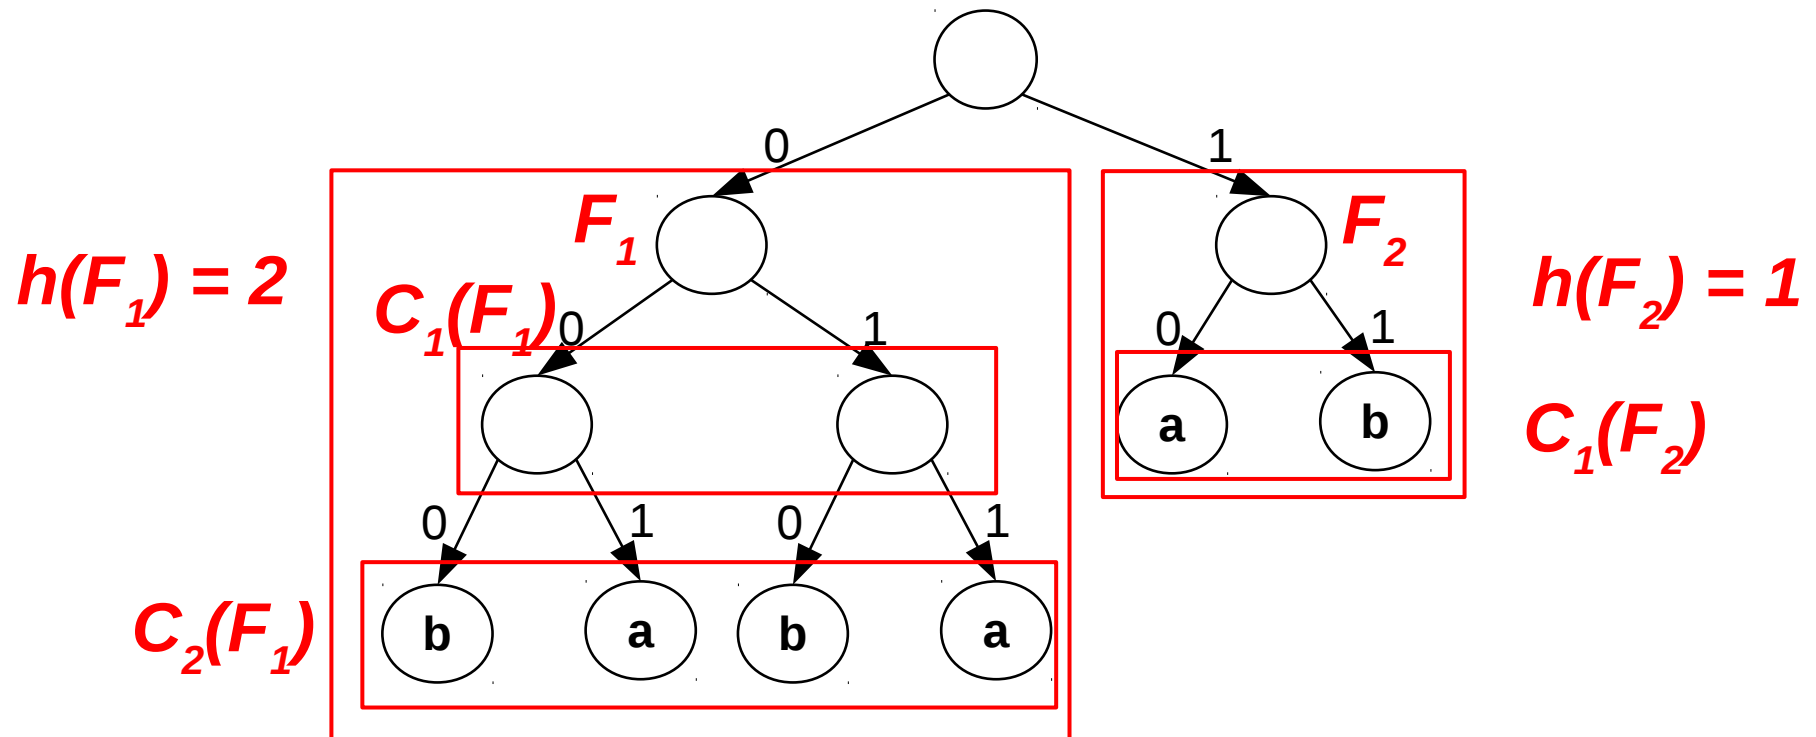 0 1
F1 F2
h(F1) = 2 h(F2) = 1
C1(F1) 0 1 0 1
a b C1(F2)
0 1 0 1
C2(F1) b a b a